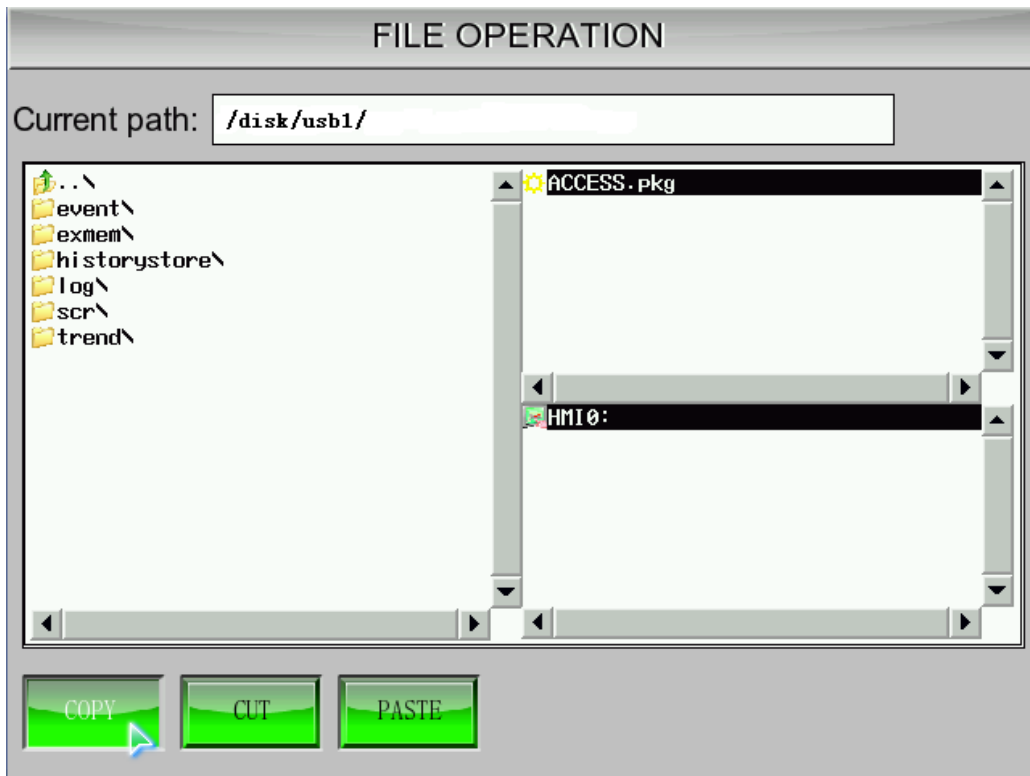 FILE OPERATION
Current path: /disk/usb1/
..\
event\
exmem\
historystore\
log\
scr\
trend\
ACCESS.pkg
HMI0:
COPY
CUT
PASTE